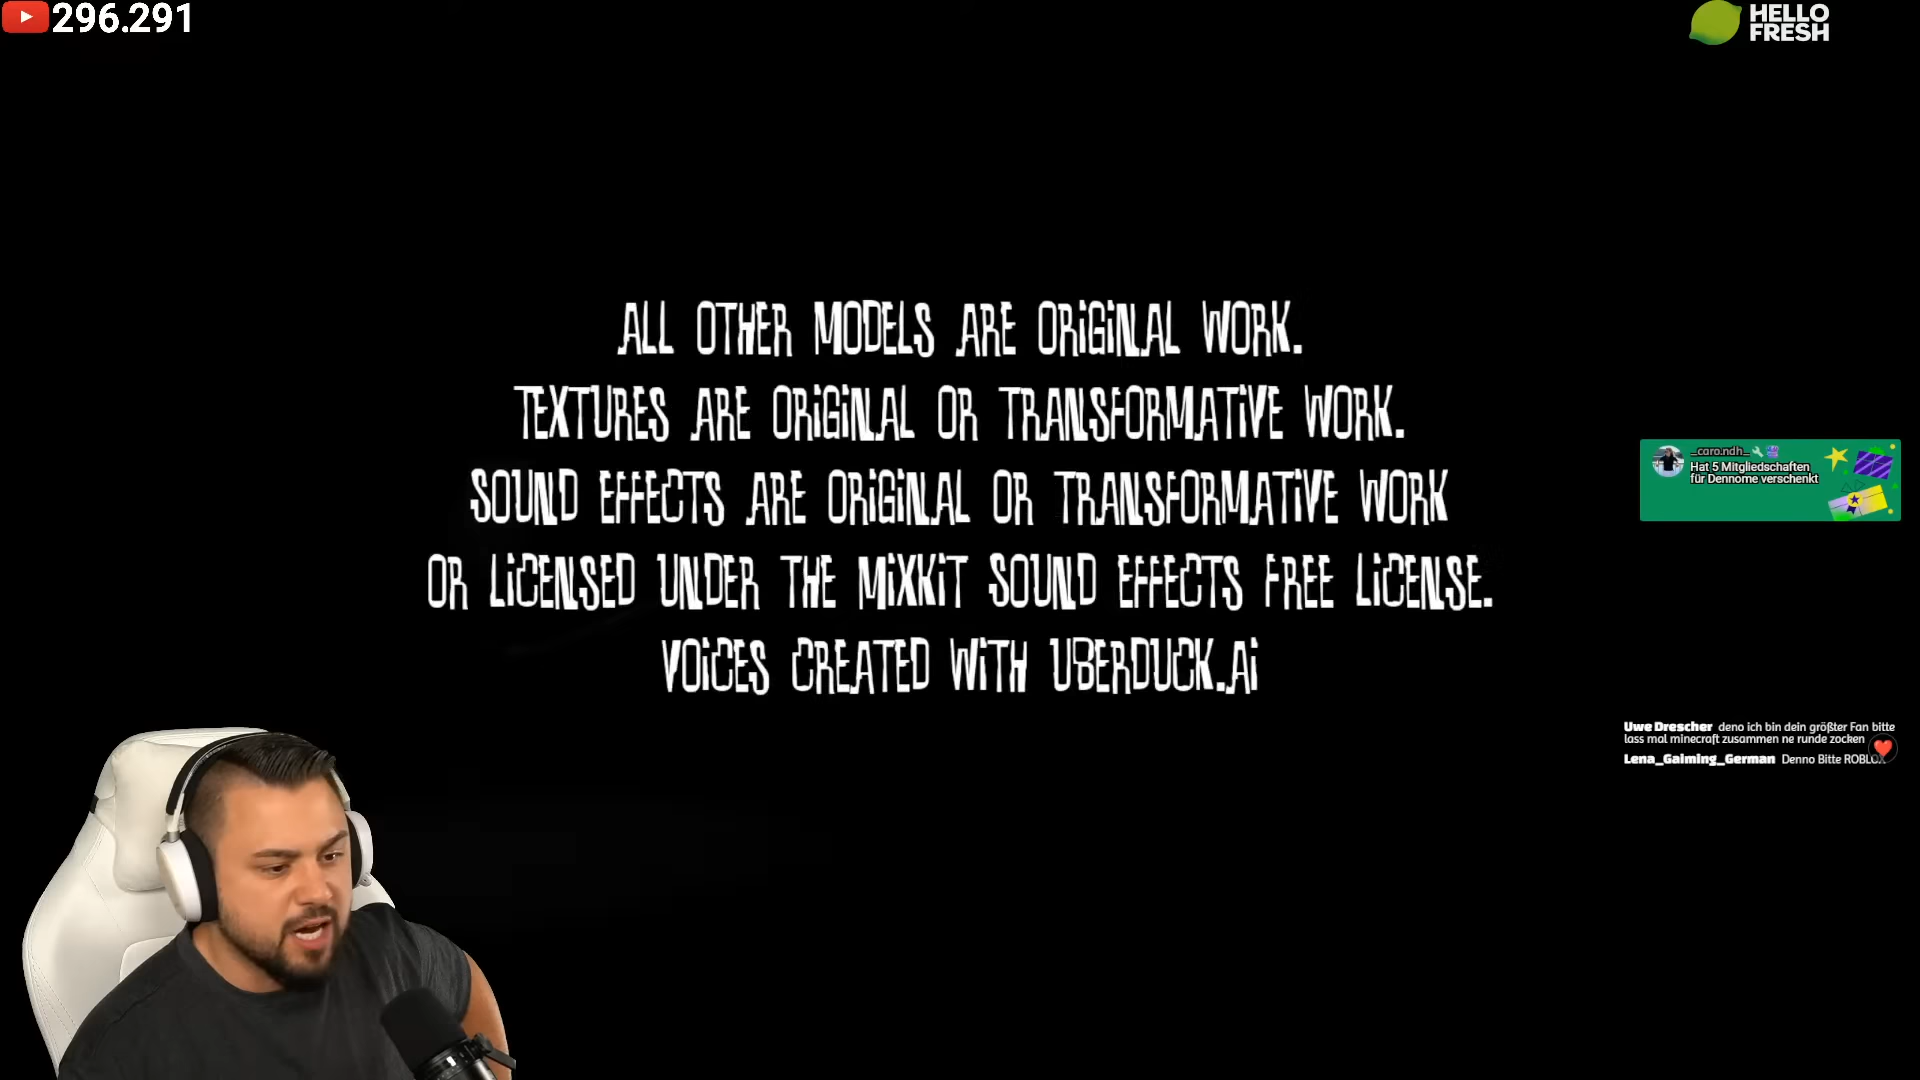 296.291
HELLO
FRESH
ALL OTHER MODELS ARE ORIGINAL WORK.
TEXTURES ARE ORIGINAL OR TRANSFORMATIVE WORK.
SOUND EFFECTS ARE ORIGINAL OR TRANSFORMATIVE WORK
OR LICENSED UNDER THE MIXKIT SOUND EFFECTS FREE LICENSE.
VOICES CREATED WITH UBERDUCK.AI
_caro.ndh_
Hat 5 Mitgliedschaften
für Dennome verschenkt
Uwe Drescher deno ich bin dein größter Fan bitte
lass mal minecraft zusammen ne runde zocken
Lena_Gaiming_German Denno Bitte ROBLOX